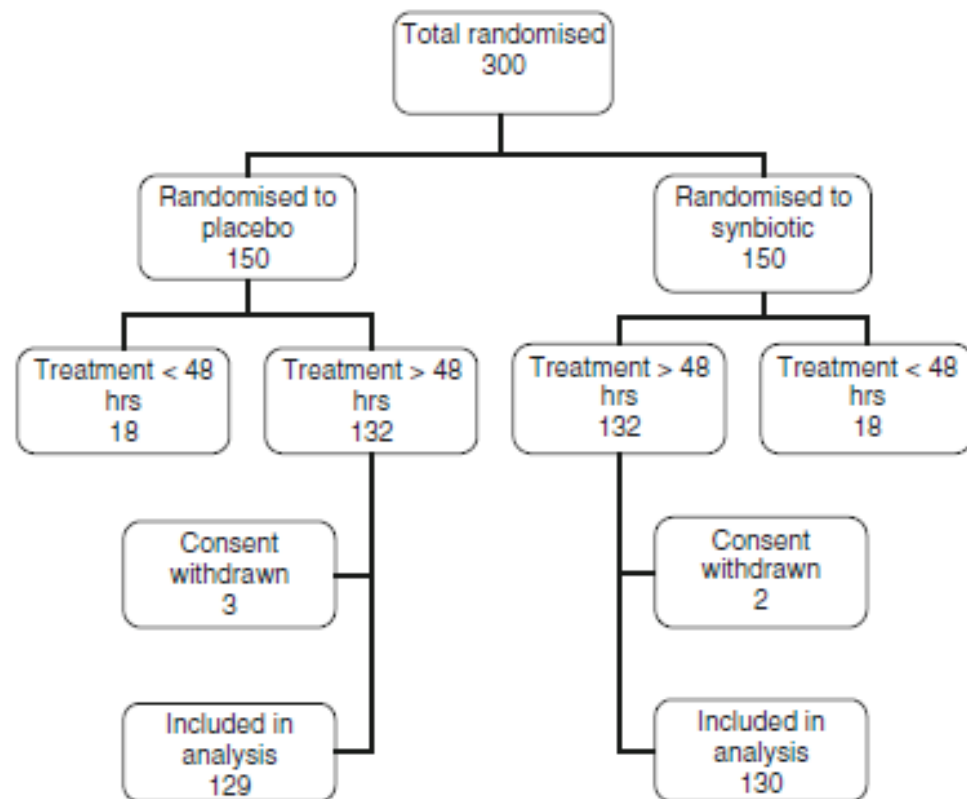 Total randomised
300
Randomised to
placebo
150
Randomised to
synbiotic
150
Treatment < 48
hrs
18
Treatment > 48
hrs
132
Treatment > 48
hrs
132
Treatment < 48
hrs
18
Consent
withdrawn
3
Consent
withdrawn
2
Included in
analysis
129
Included in
analysis
130